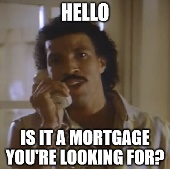 HELLO
IS IT A MORTGAGE
YOU'RE LOOKING FOR?